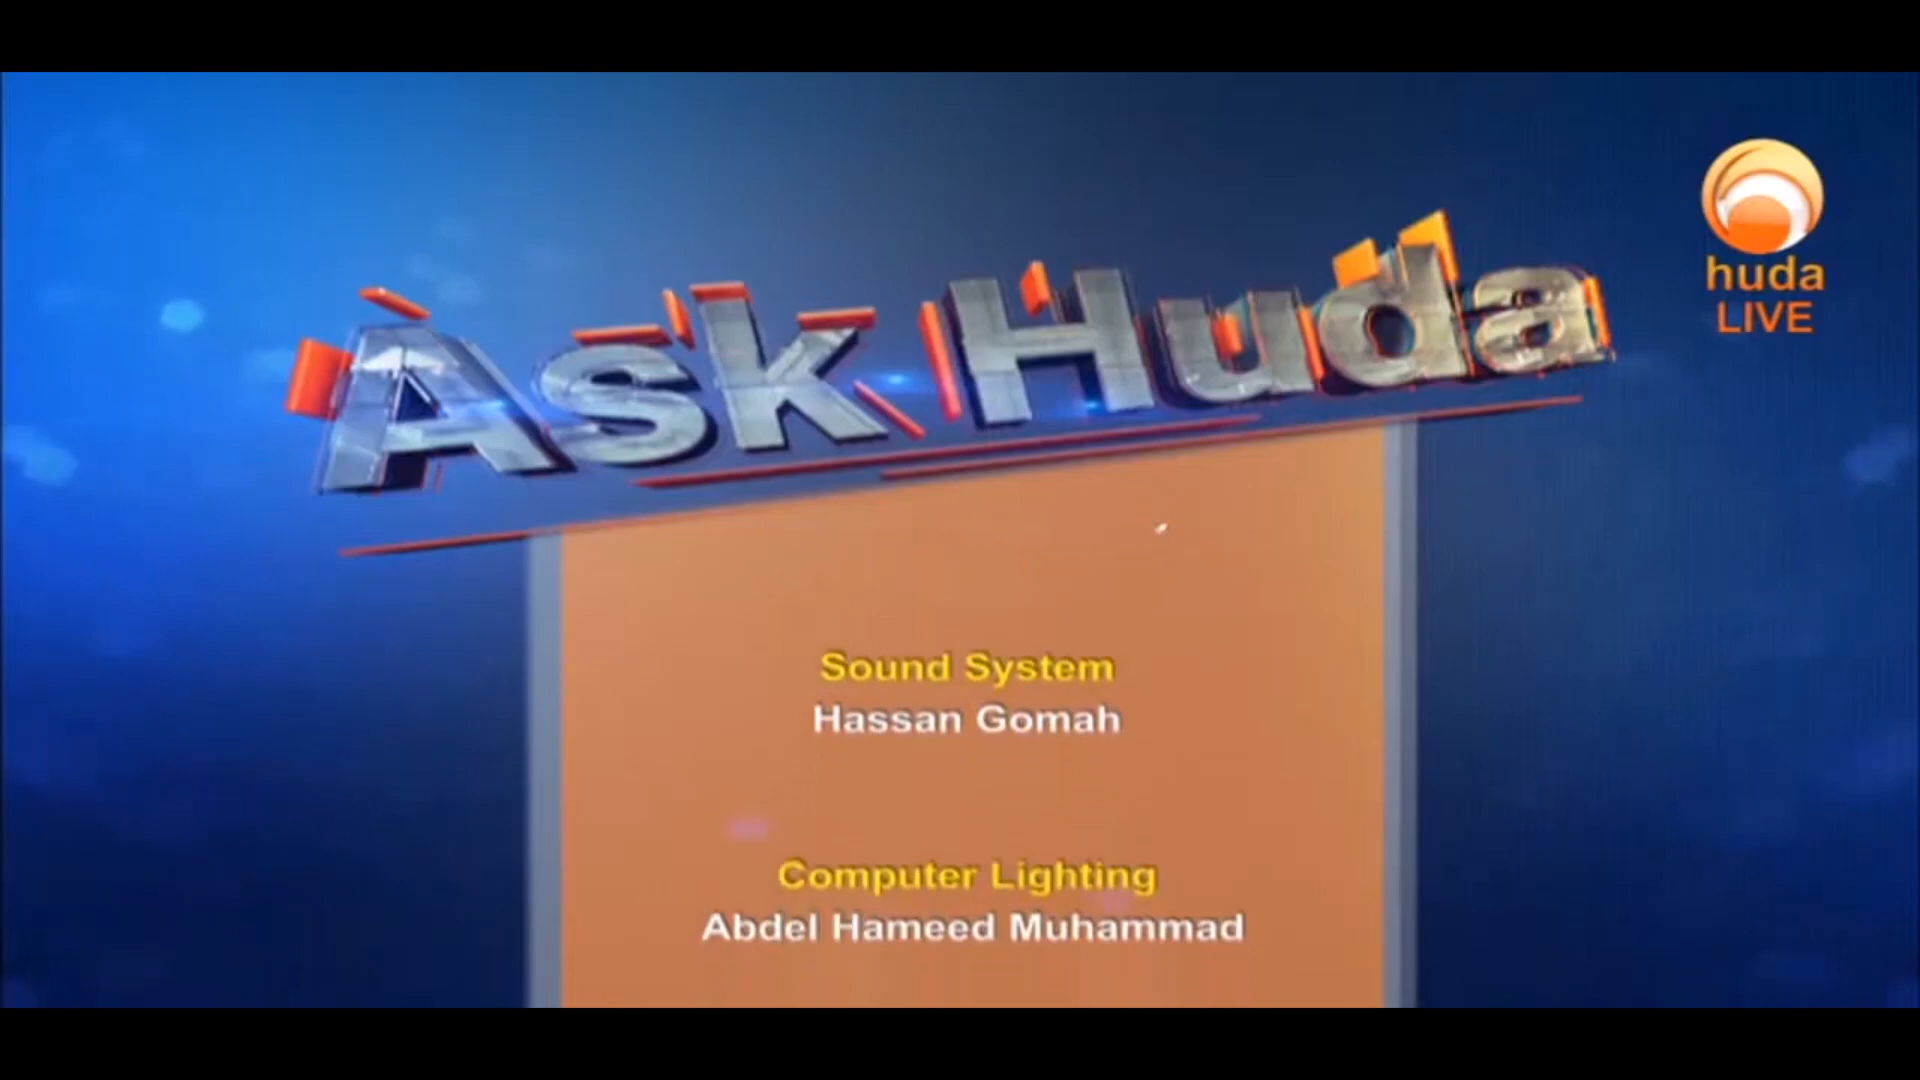 Ask Huda
huda
LIVE
Sound System
Hassan Gomah
Computer Lighting
Abdel Hameed Muhammad